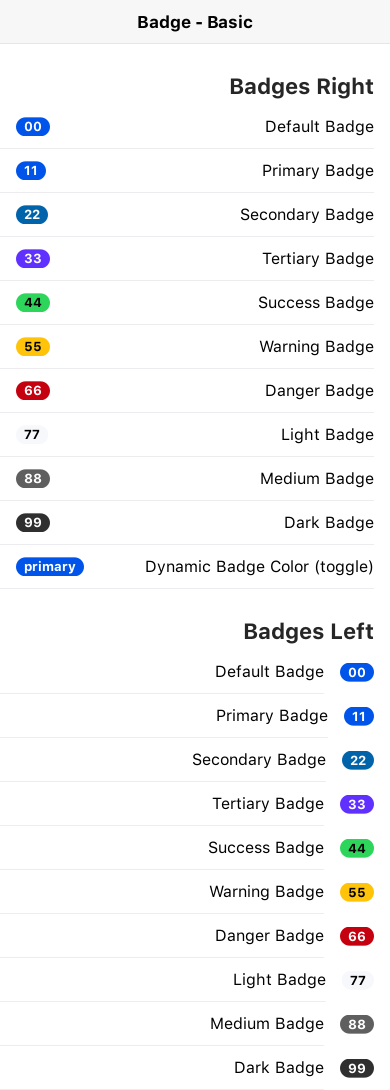 Badge - Basic
Badges Right
00 Default Badge
11 Primary Badge
22 Secondary Badge
33 Tertiary Badge
44 Success Badge
55 Warning Badge
66 Danger Badge
77 Light Badge
88 Medium Badge
99 Dark Badge
primary Dynamic Badge Color (toggle)
Badges Left
Default Badge 00
Primary Badge 11
Secondary Badge 22
Tertiary Badge 33
Success Badge 44
Warning Badge 55
Danger Badge 66
Light Badge 77
Medium Badge 88
Dark Badge 99